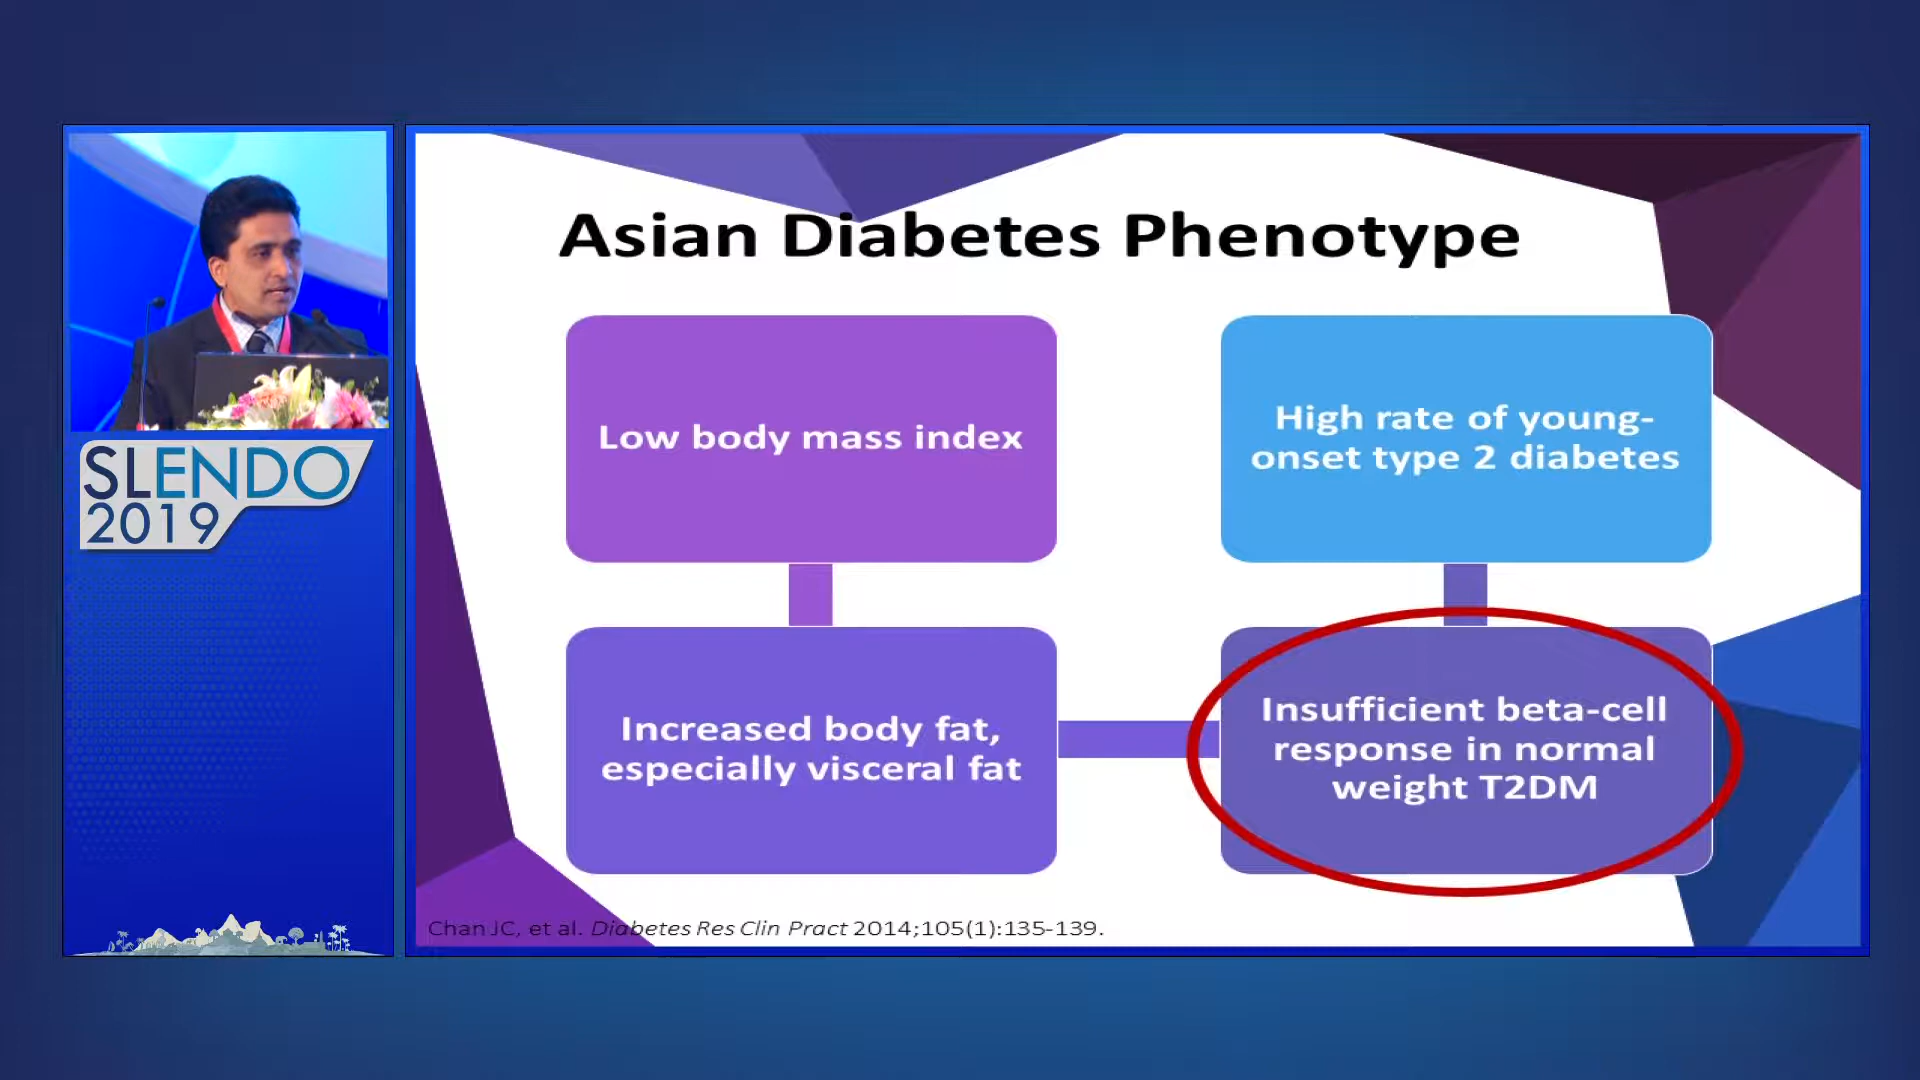 SLENDO
2019
Asian Diabetes Phenotype
Low body mass index
High rate of young-
onset type 2 diabetes
Increased body fat,
especially visceral fat
Insufficient beta-cell
response in normal
weight T2DM
Chan JC, et al. Diabetes Res Clin Pract 2014;105(1):135-139.